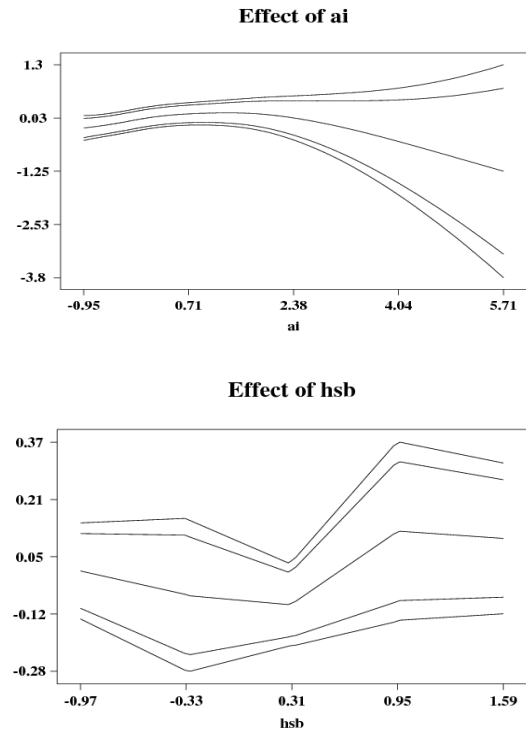 Effect of ai
1.3
0.03
-1.25
-2.53
-3.8
-0.95 0.71 2.38 4.04 5.71
ai
Effect of hsb
0.37
0.21
0.05
-0.12
-0.28
-0.97 -0.33 0.31 0.95 1.59
hsb